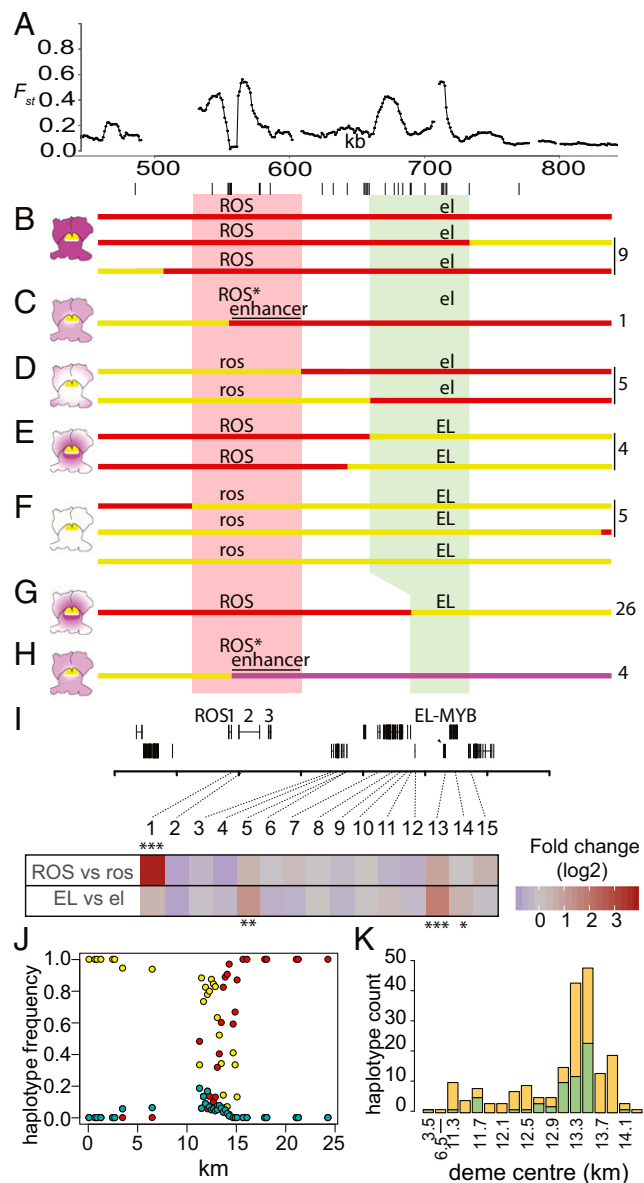 A
0.8
0.6
Fst
0.4
0.2
0.0
kb
500 600 700 800
B
ROS el
ROS el
ROS el
9
C
ROS*
enhancer
el
1
D
ros el
ros el
5
E
ROS EL
ROS EL
4
F
ros EL
ros EL
ros EL
5
G
ROS EL
26
H
ROS*
enhancer
4
I
ROS1 2 3 EL-MYB
1 2 3 4 5 6 7 8 9 10 11 12 13 14 15
***
ROS vs ros
EL vs el
** *** *
Fold change
(log2)
0 1 2 3
J
haplotype frequency
1.0
0.8
0.6
0.4
0.2
0.0
0 5 10 15 20 25
km
K
haplotype count
50
40
30
20
10
0
3.5
6.5
11.3
11.7
12.1
12.5
12.9
13.3
13.7
14.1
deme centre (km)